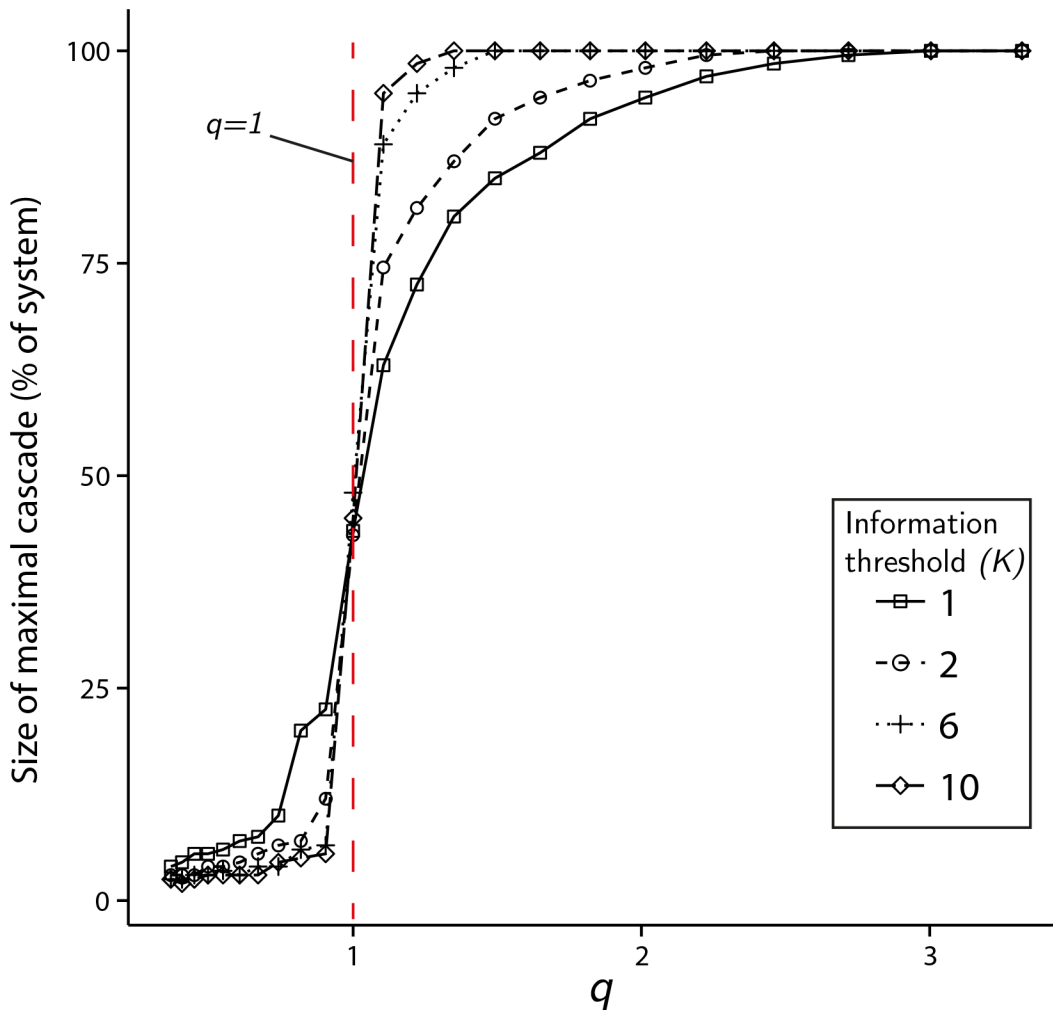 100
75
50
25
0
Size of maximal cascade (% of system)
q=1
Information
threshold (K)
1
2
6
10
1
2
3
q